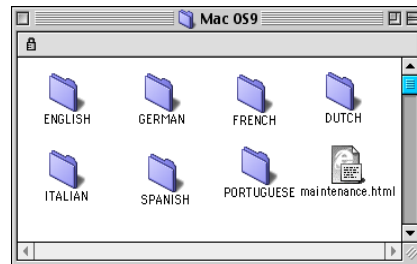 Mac OS9
ENGLISH
GERMAN
FRENCH
DUTCH
ITALIAN
SPANISH
PORTUGUESE
maintenance.html